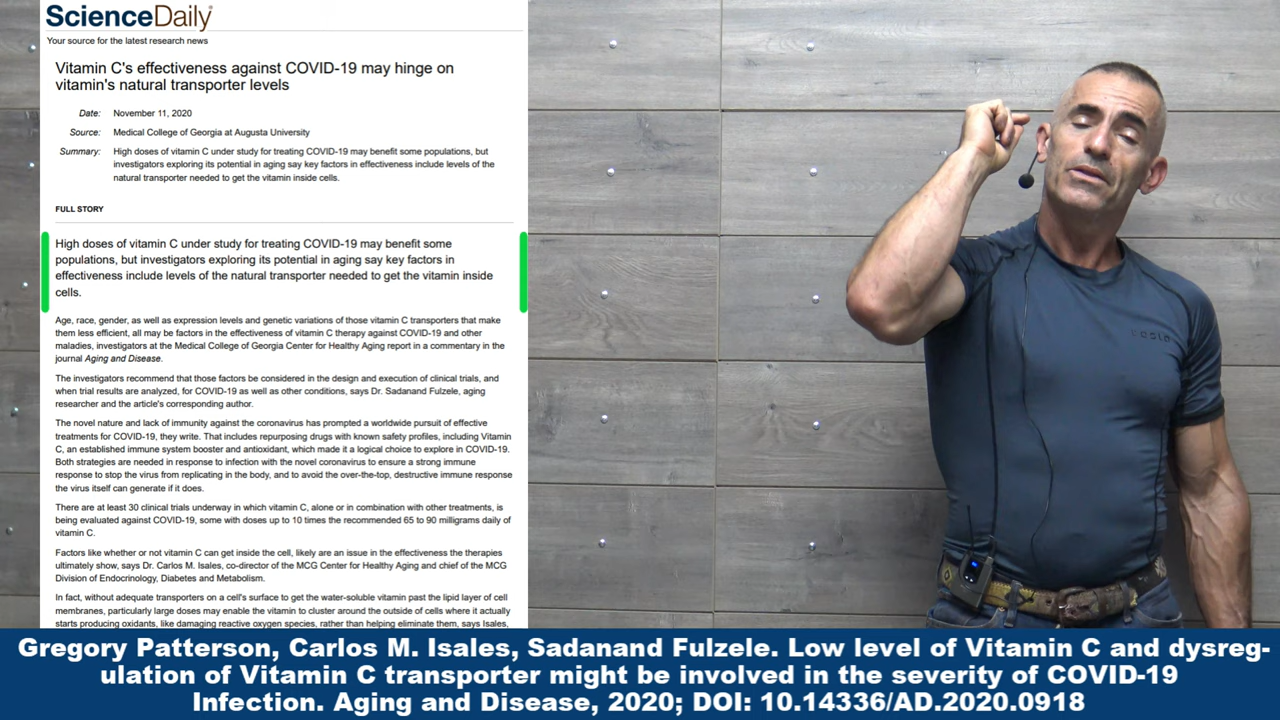 ScienceDaily
Your source for the latest research news
Vitamin C's effectiveness against COVID-19 may hinge on
vitamin's natural transporter levels
Date: November 11, 2020
Source: Medical College of Georgia at Augusta University
Summary: High doses of vitamin C under study for treating COVID-19 may benefit some populations, but
investigators exploring its potential in aging say key factors in effectiveness include levels of the
natural transporter needed to get the vitamin inside cells.
FULL STORY
High doses of vitamin C under study for treating COVID-19 may benefit some
populations, but investigators exploring its potential in aging say key factors in
effectiveness include levels of the natural transporter needed to get the vitamin inside
cells.
Age, race, gender, as well as expression levels and genetic variations of those vitamin C transporters that make
them less efficient, all may be factors in the effectiveness of vitamin C therapy against COVID-19 and other
maladies, investigators at the Medical College of Georgia Center for Healthy Aging report in a commentary in the
journal Aging and Disease.
The investigators recommend that those factors be considered in the design and execution of clinical trials, and
when trial results are analyzed, for COVID-19 as well as other conditions, says Dr. Sadanand Fulzele, aging
researcher and the article's corresponding author.
The novel nature and lack of immunity against the coronavirus has prompted a worldwide pursuit of effective
treatments for COVID-19, they write. That includes repurposing drugs with known safety profiles, including Vitamin
C, an established immune system booster and antioxidant, which made it a logical choice to explore in COVID-19.
Both strategies are needed in response to infection with the novel coronavirus to ensure a strong immune
response to stop the virus from replicating in the body, and to avoid the over-the-top, destructive immune response
the virus itself can generate if it does.
There are at least 30 clinical trials underway in which vitamin C, alone or in combination with other treatments, is
being evaluated against COVID-19, some with doses up to 10 times the recommended 65 to 90 milligrams daily of
vitamin C.
Factors like whether or not vitamin C can get inside the cell, likely are an issue in the effectiveness the therapies
ultimately show, says Dr. Carlos M. Isales, co-director of the MCG Center for Healthy Aging and chief of the MCG
Division of Endocrinology, Diabetes and Metabolism.
In fact, without adequate transporters on a cell's surface to get the water-soluble vitamin past the lipid layer of cell
membranes, particularly large doses may enable the vitamin to cluster around the outside of cells where it actually
starts producing oxidants, like damaging reactive oxygen species, rather than helping eliminate them, says Isales,
TESLA
Gregory Patterson, Carlos M. Isales, Sadanand Fulzele. Low level of Vitamin C and dysreg-
ulation of Vitamin C transporter might be involved in the severity of COVID-19
Infection. Aging and Disease, 2020; DOI: 10.14336/AD.2020.0918